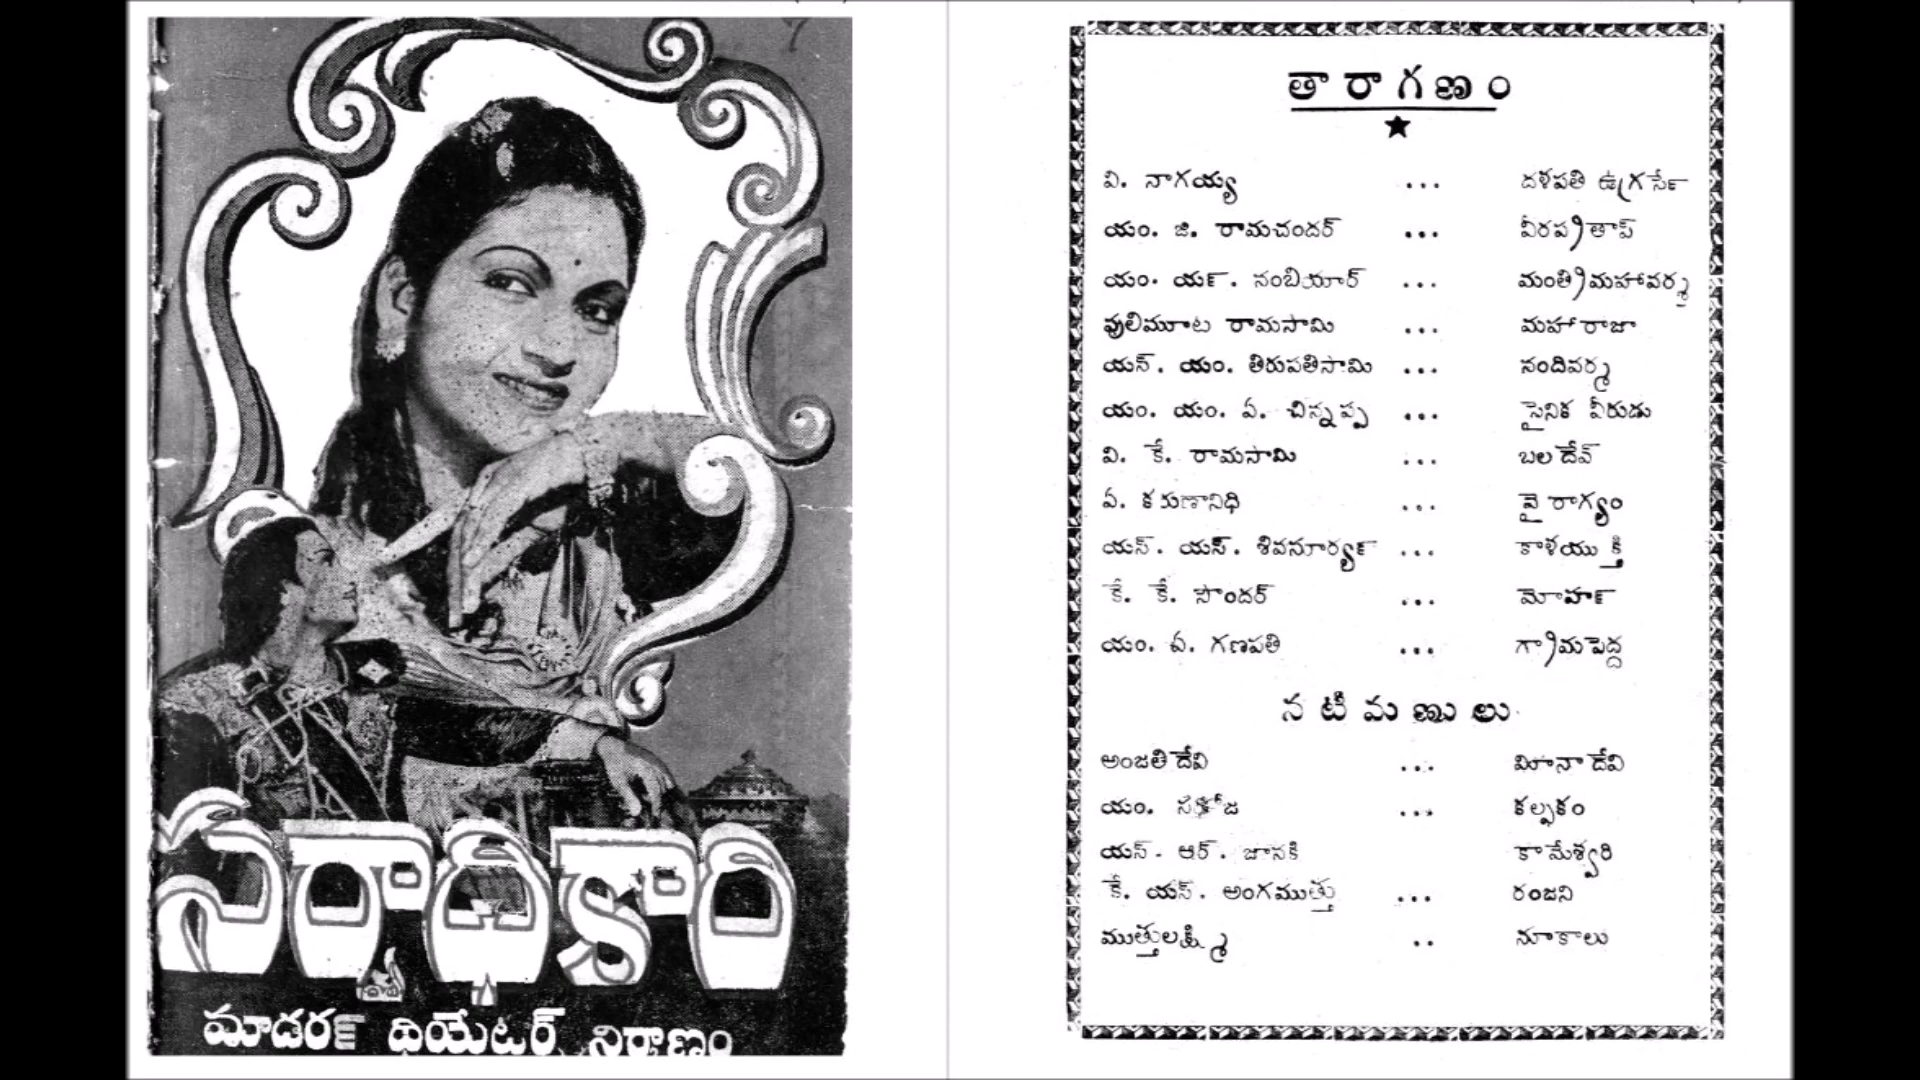 సర్వాధికారి
మాడరన్ థియేటర్స్ నిర్మాణం
తారాగణం
వి. నాగయ్య ... దళపతి ఉగ్రసేన్
యం. జి. రామచందర్ ... వీరప్రతాప్
యం. యన్. నంబియార్ ... మంత్రిమహావర్మ
పులిమూట రామసామి ... మహారాజా
యస్. యం. తిరుపతిసామి ... నందివర్మ
యం. యం. ఏ. చిన్నప్ప ... సైనిక వీరుడు
వి. కే. రామసామి ... బలదేవ్
ఏ. కరుణానిధి ... వైరాగ్యం
యస్. యస్. శివసూర్యన్ ... కాళయుక్తి
కే. కే. సౌందర్ ... మోహన్
యం. ఏ. గణపతి ... గ్రామపెద్ద
నటీమణులు
అంజలిదేవి ... మీనాదేవి
యం. సరోజ ... కల్పకం
యస్. ఆర్. జానకి కామేశ్వరి
కే. యస్. అంగముత్తు ... రంజని
ముత్తులక్ష్మి .. నూకాలు